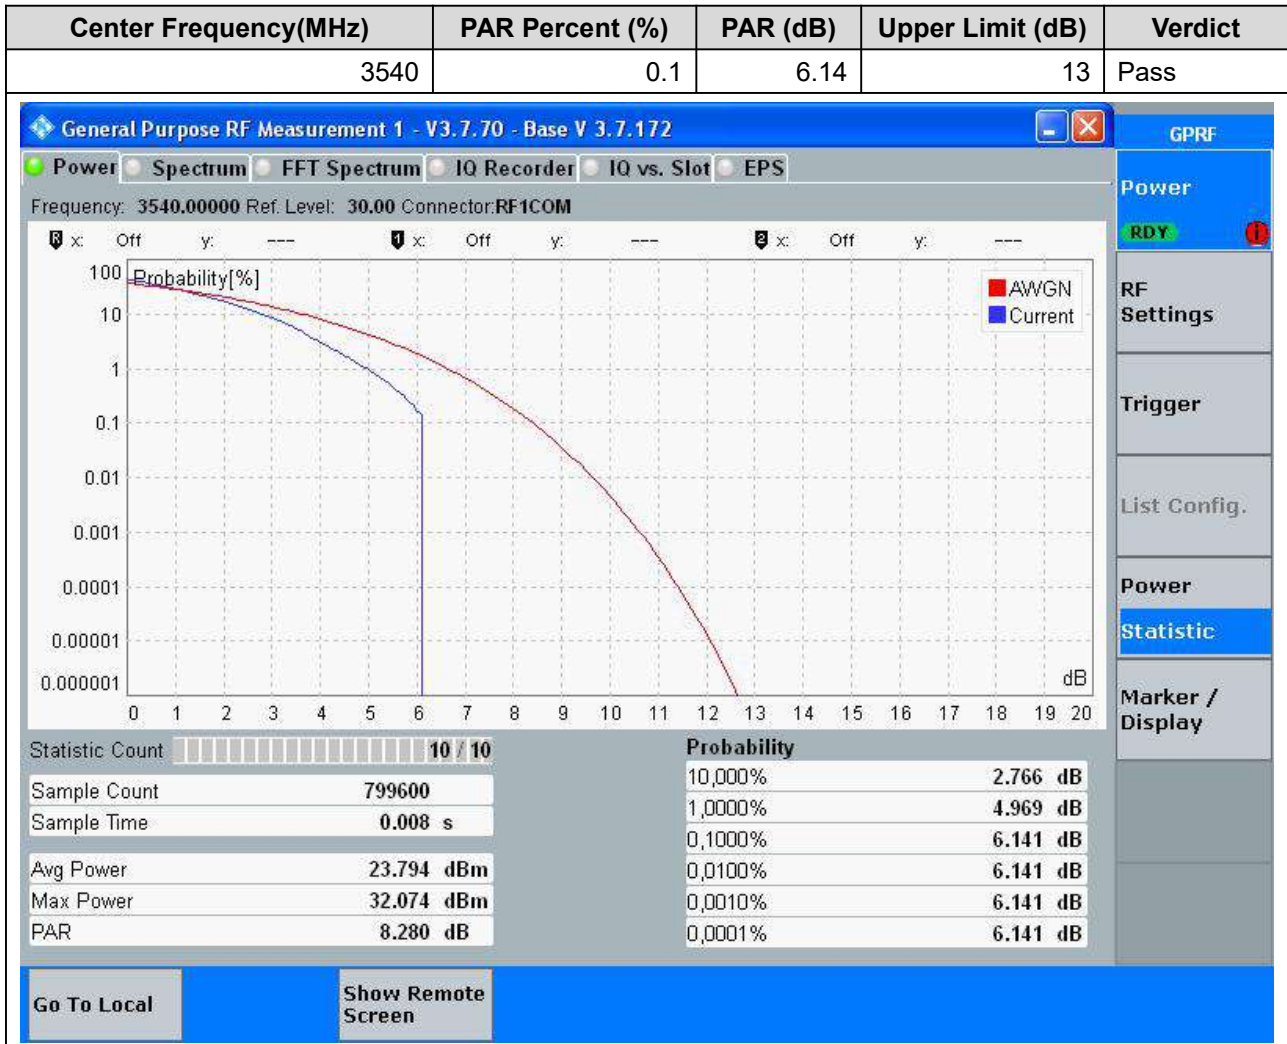 Center Frequency(MHz) PAR Percent (%) PAR (dB) Upper Limit (dB) Verdict
3540 0.1 6.14 13 Pass
General Purpose RF Measurement 1 - V3.7.70 - Base V 3.7.172
GPRF
Power Spectrum FFT Spectrum IQ Recorder IQ vs. Slot EPS
Power
Frequency: 3540.00000 Ref. Level: 30.00 Connector:RF1COM
RDY
R x: Off y: --- 1 x: Off y: --- 2 x: Off y: ---
100 Probability[%]
AWGN
RF
Settings
10
Current
1
Trigger
0.1
0.01
List Config.
0.001
0.0001
Power
0.00001
Statistic
0.000001
dB
Marker /
Display
0 1 2 3 4 5 6 7 8 9 10 11 12 13 14 15 16 17 18 19 20
Statistic Count 10 / 10
Probability
10,000% 2.766 dB
Sample Count 799600
1,0000% 4.969 dB
Sample Time 0.008 s
0,1000% 6.141 dB
Avg Power 23.794 dBm
0,0100% 6.141 dB
Max Power 32.074 dBm
0,0010% 6.141 dB
PAR 8.280 dB
0,0001% 6.141 dB
Go To Local
Show Remote
Screen